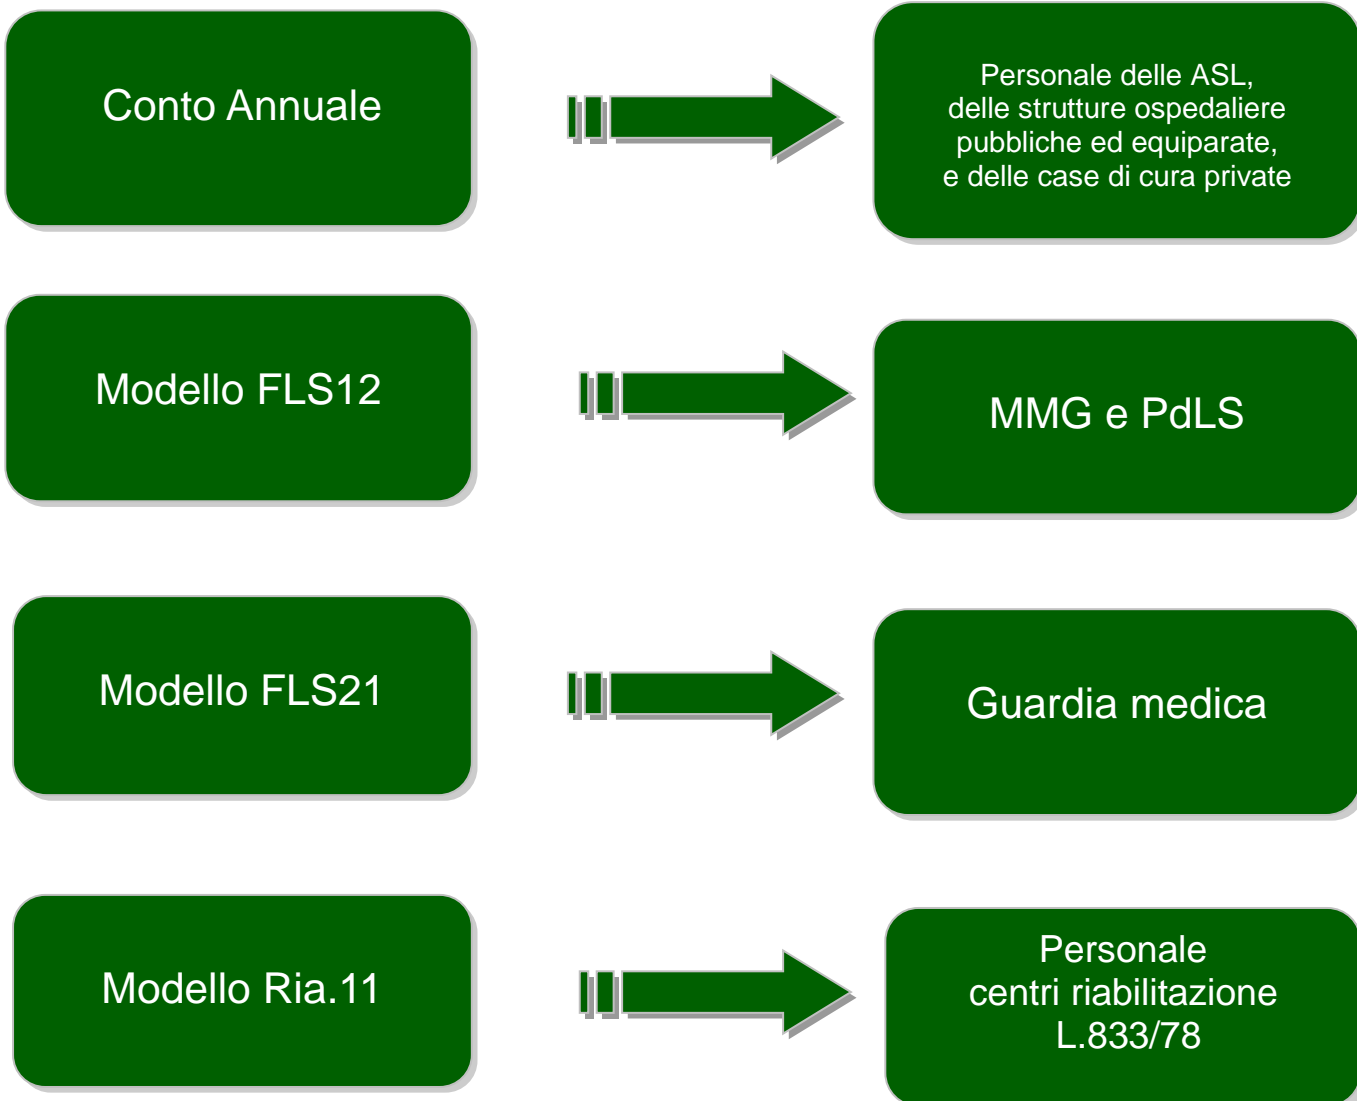 Conto Annuale
Personale delle ASL,
delle strutture ospedaliere
pubbliche ed equiparate,
e delle case di cura private
Modello FLS12
MMG e PdLS
Modello FLS21
Guardia medica
Modello Ria.11
Personale
centri riabilitazione
L.833/78